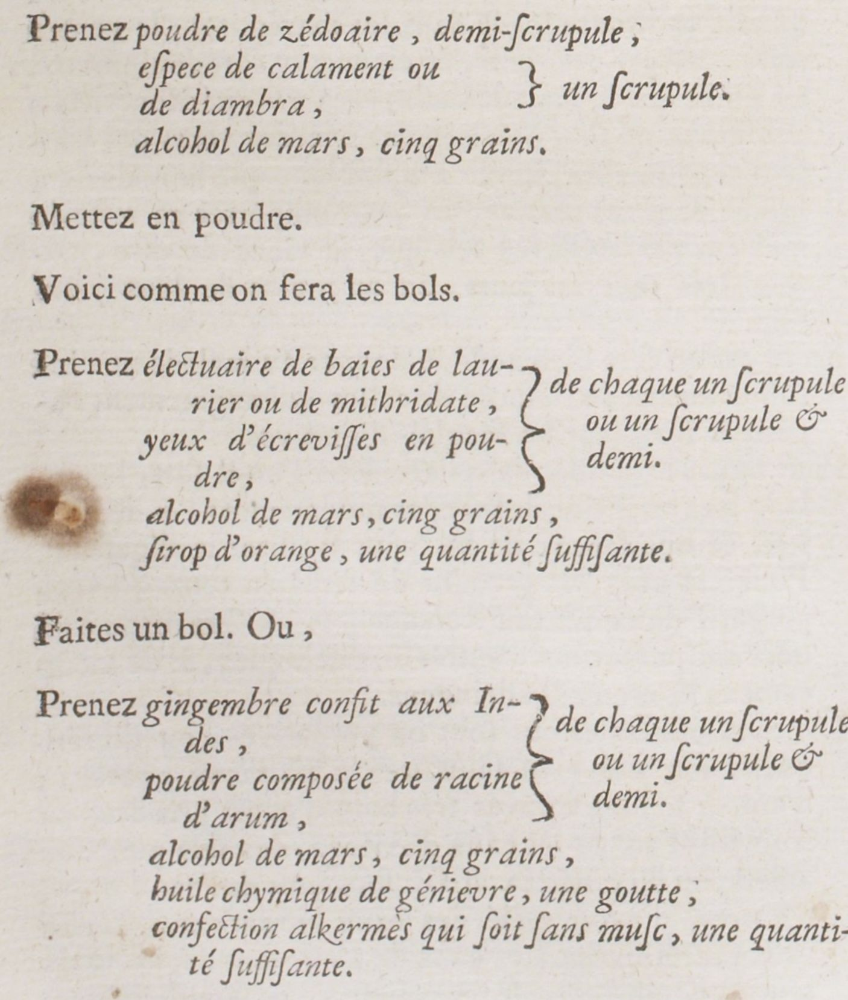 Prenez poudre de zédoaire, demi-ſcrupule;
eſpece de calament ou
de diambra,
} un ſcrupule.
alcohol de mars, cinq grains.
Mettez en poudre.
Voici comme on fera les bols.
Prenez électuaire de baies de lau-
rier ou de mithridate,
yeux d'écreviſſes en pou-
dre,
} de chaque un ſcrupule
ou un ſcrupule &
demi.
alcohol de mars, cing grains,
ſirop d'orange, une quantité ſuffiſante.
Faites un bol. Ou,
Prenez gingembre confit aux In-
des,
poudre composée de racine
d'arum,
} de chaque un ſcrupule
ou un ſcrupule &
demi.
alcohol de mars, cinq grains,
huile chymique de génievre, une goutte;
confection alkermès qui ſoit ſans muſc, une quanti-
té ſuffiſante.